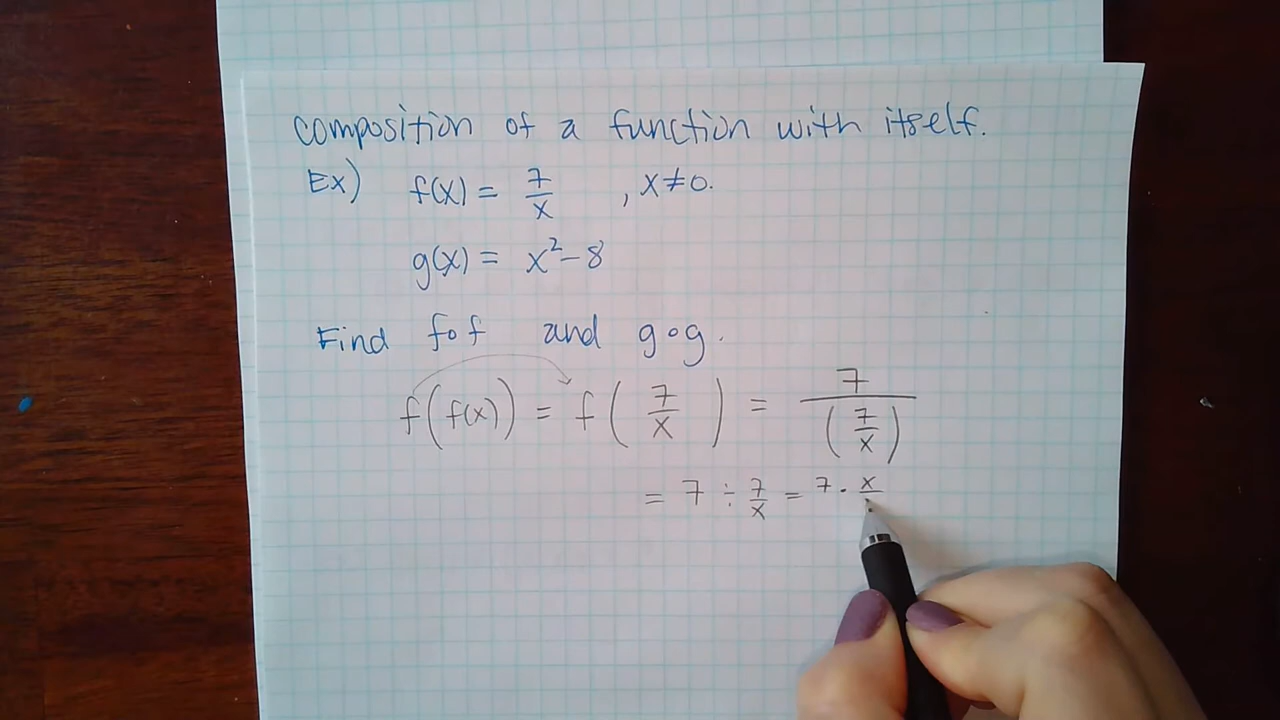 composition of a function with itself.
Ex) f(x) = 7/x , x≠0.
g(x) = x²-8
Find f∘f and g∘g.
f(f(x)) = f(7/x) = 7/(7/x)
= 7 ÷ 7/x = 7 · x/